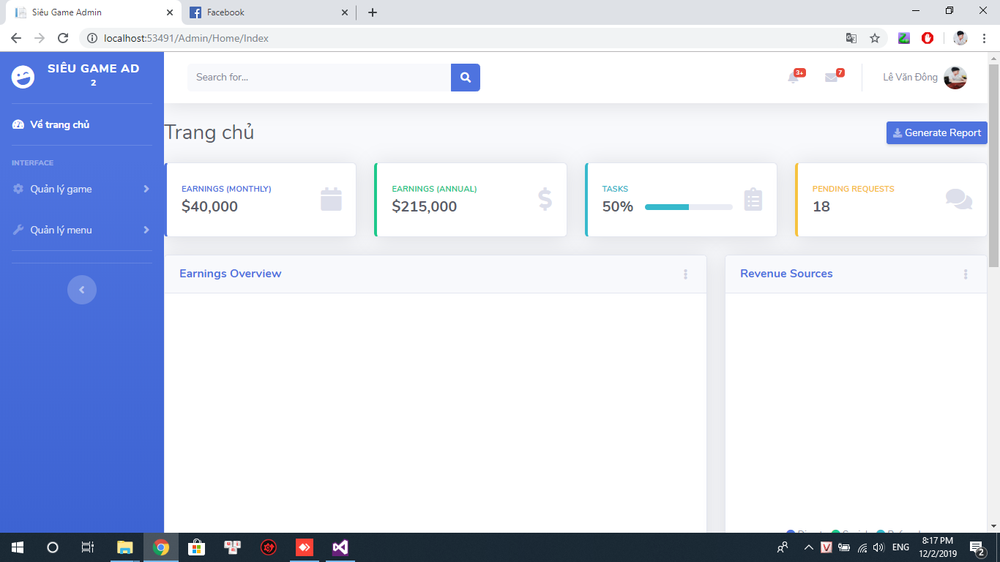 Siêu Game Admin
Facebook
localhost:53491/Admin/Home/Index
SIÊU GAME AD
2
Search for...
3+
7
Lê Văn Đông
Về trang chủ
Trang chủ
Generate Report
INTERFACE
Quản lý game
Quản lý menu
EARNINGS (MONTHLY)
$40,000
EARNINGS (ANNUAL)
$215,000
TASKS
50%
PENDING REQUESTS
18
Earnings Overview
Revenue Sources
ENG
8:17 PM
12/2/2019
2